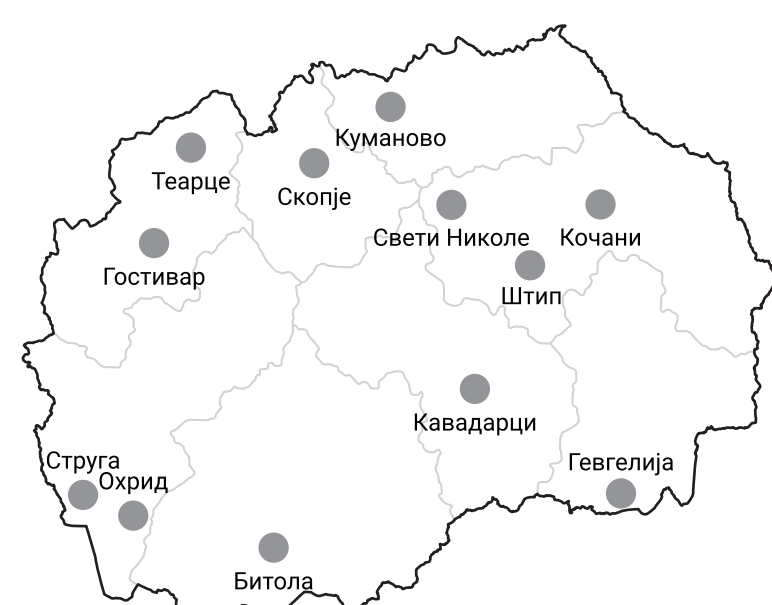 Куманово
Теарце
Скопје
Свети Николе
Кочани
Гостивар
Штип
Кавадарци
Струга
Гевгелија
Охрид
Битола